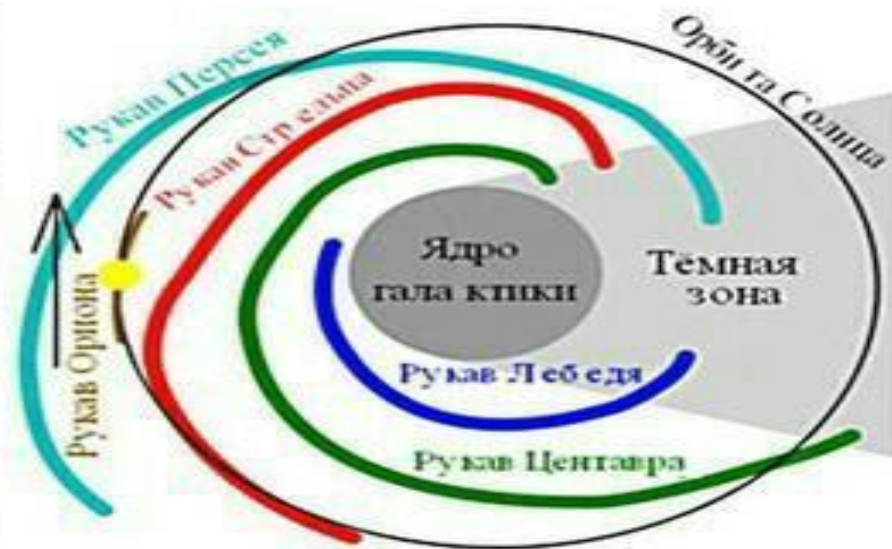 Рукав Персея
Рукав Стрельца
Орбита Солнца
Рукав Ориона
Ядро
галактики
Тёмная
зона
Рукав Лебедя
Рукав Центавра